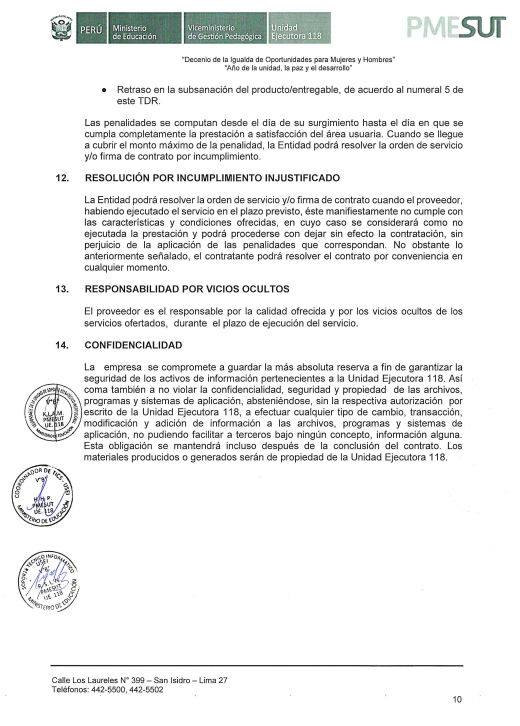 PERÚ
Ministerio
de Educación
Viceministerio
de Gestión Pedagógica
Unidad
Ejecutora 118
PMESUT
"Decenio de la Igualda de Oportunidades para Mujeres y Hombres"
"Año de la unidad, la paz y el desarrollo"
• Retraso en la subsanación del producto/entregable, de acuerdo al numeral 5 de
este TDR.
Las penalidades se computan desde el día de su surgimiento hasta el día en que se
cumpla completamente la prestación a satisfacción del área usuaria. Cuando se llegue
a cubrir el monto máximo de la penalidad, la Entidad podrá resolver la orden de servicio
y/o firma de contrato por incumplimiento.
12. RESOLUCIÓN POR INCUMPLIMIENTO INJUSTIFICADO
La Entidad podrá resolver la orden de servicio y/o firma de contrato cuando el proveedor,
habiendo ejecutado el servicio en el plazo previsto, éste manifiestamente no cumple con
las características y condiciones ofrecidas, en cuyo caso se considerará como no
ejecutada la prestación y podrá procederse con dejar sin efecto la contratación, sin
perjuicio de la aplicación de las penalidades que correspondan. No obstante lo
anteriormente señalado, el contratante podrá resolver el contrato por conveniencia en
cualquier momento.
13. RESPONSABILIDAD POR VICIOS OCULTOS
El proveedor es el responsable por la calidad ofrecida y por los vicios ocultos de los
servicios ofertados, durante el plazo de ejecución del servicio.
14. CONFIDENCIALIDAD
La empresa se compromete a guardar la más absoluta reserva a fin de garantizar la
seguridad de los activos de información pertenecientes a la Unidad Ejecutora 118. Así
como también a no violar la confidencialidad, seguridad y propiedad de las archivos,
programas y sistemas de aplicación, absteniéndose, sin la respectiva autorización por
escrito de la Unidad Ejecutora 118, a efectuar cualquier tipo de cambio, transacción,
modificación y adición de información a las archivos, programas y sistemas de
aplicación, no pudiendo facilitar a terceros bajo ningún concepto, información alguna.
Esta obligación se mantendrá incluso después de la conclusión del contrato. Los
materiales producidos o generados serán de propiedad de la Unidad Ejecutora 118.
V°B°
K.L.A.M.
PMESUT
UE. 118
MINISTERIO DE EDUCACIÓN
COORDINADOR DE TICS - USEI
V°B°
PMESUT
UE 118
MINISTERIO DE EDUCACIÓN
USEI
V°B°
PMESUT
UE 118
MINISTERIO DE EDUCACIÓN
Calle Los Laureles N° 399 – San Isidro – Lima 27
Teléfonos: 442-5500, 442-5502
10